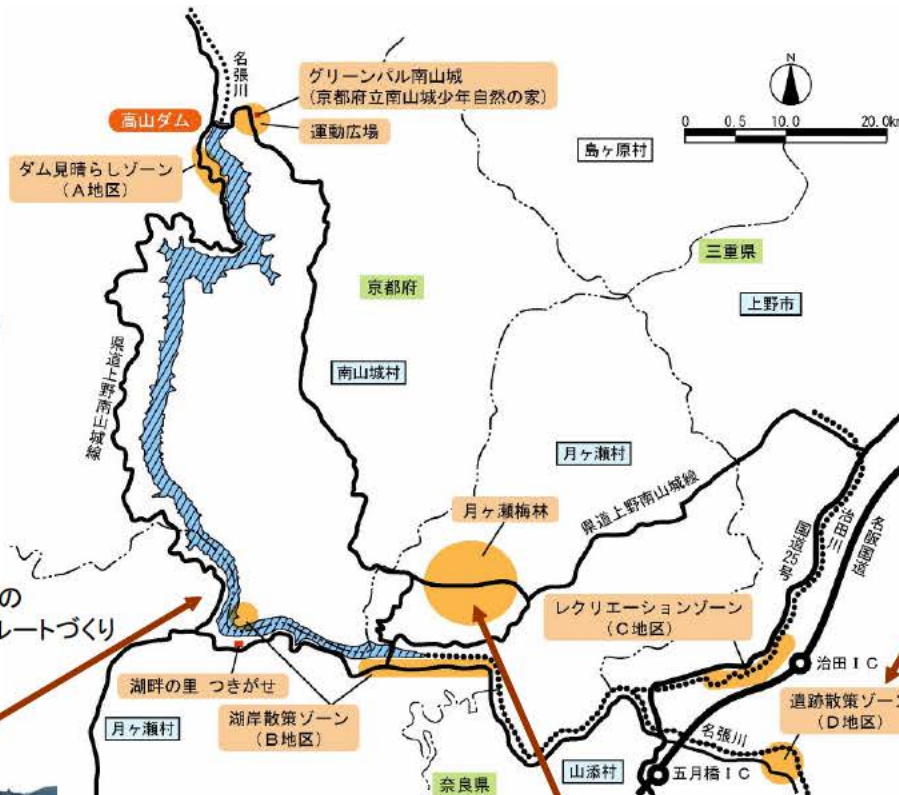 名張川
グリーンパル南山城
(京都府立南山城少年自然の家)
運動広場
高山ダム
ダム見晴らしゾーン
(A地区)
N
0 0.5 10.0 20.0km
島ヶ原村
三重県
上野市
京都府
南山城村
県道上野南山城線
月ヶ瀬村
県道上野南山城線
月ヶ瀬梅林
国道25号
治田川
名阪国道
レクリエーションゾーン
(C地区)
の
ルートづくり
治田IC
湖畔の里 つきがせ
湖岸散策ゾーン
(B地区)
遺跡散策ゾーン
(D地区)
月ヶ瀬村
名張川
山添村
五月橋IC
奈良県